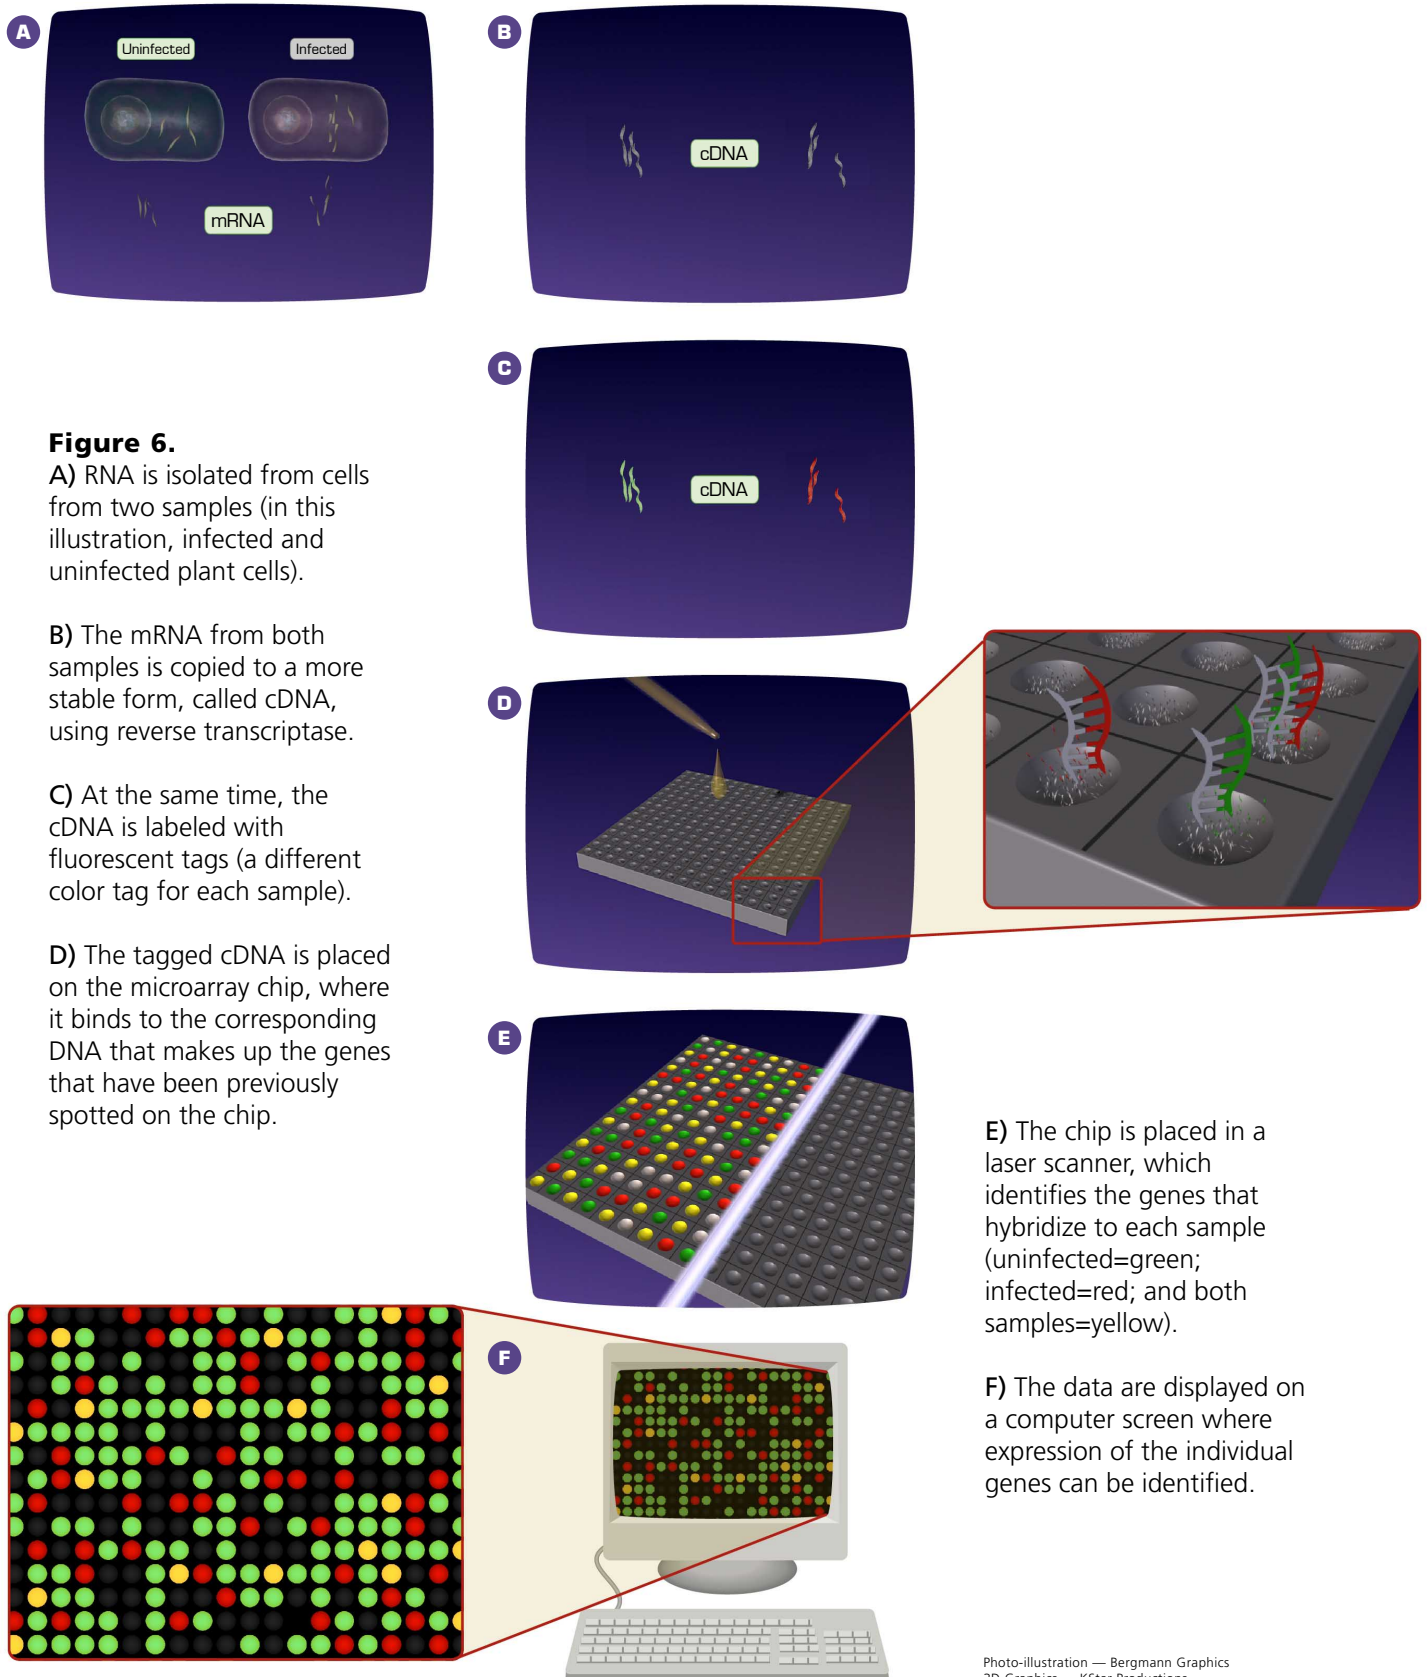 A
Uninfected
Infected
mRNA
B
cDNA
C
cDNA
Figure 6.
A) RNA is isolated from cells
from two samples (in this
illustration, infected and
uninfected plant cells).
B) The mRNA from both
samples is copied to a more
stable form, called cDNA,
using reverse transcriptase.
C) At the same time, the
cDNA is labeled with
fluorescent tags (a different
color tag for each sample).
D) The tagged cDNA is placed
on the microarray chip, where
it binds to the corresponding
DNA that makes up the genes
that have been previously
spotted on the chip.
D
E
E) The chip is placed in a
laser scanner, which
identifies the genes that
hybridize to each sample
(uninfected=green;
infected=red; and both
samples=yellow).
F
F) The data are displayed on
a computer screen where
expression of the individual
genes can be identified.
Photo-illustration — Bergmann Graphics
3D Graphics — KStar Productions